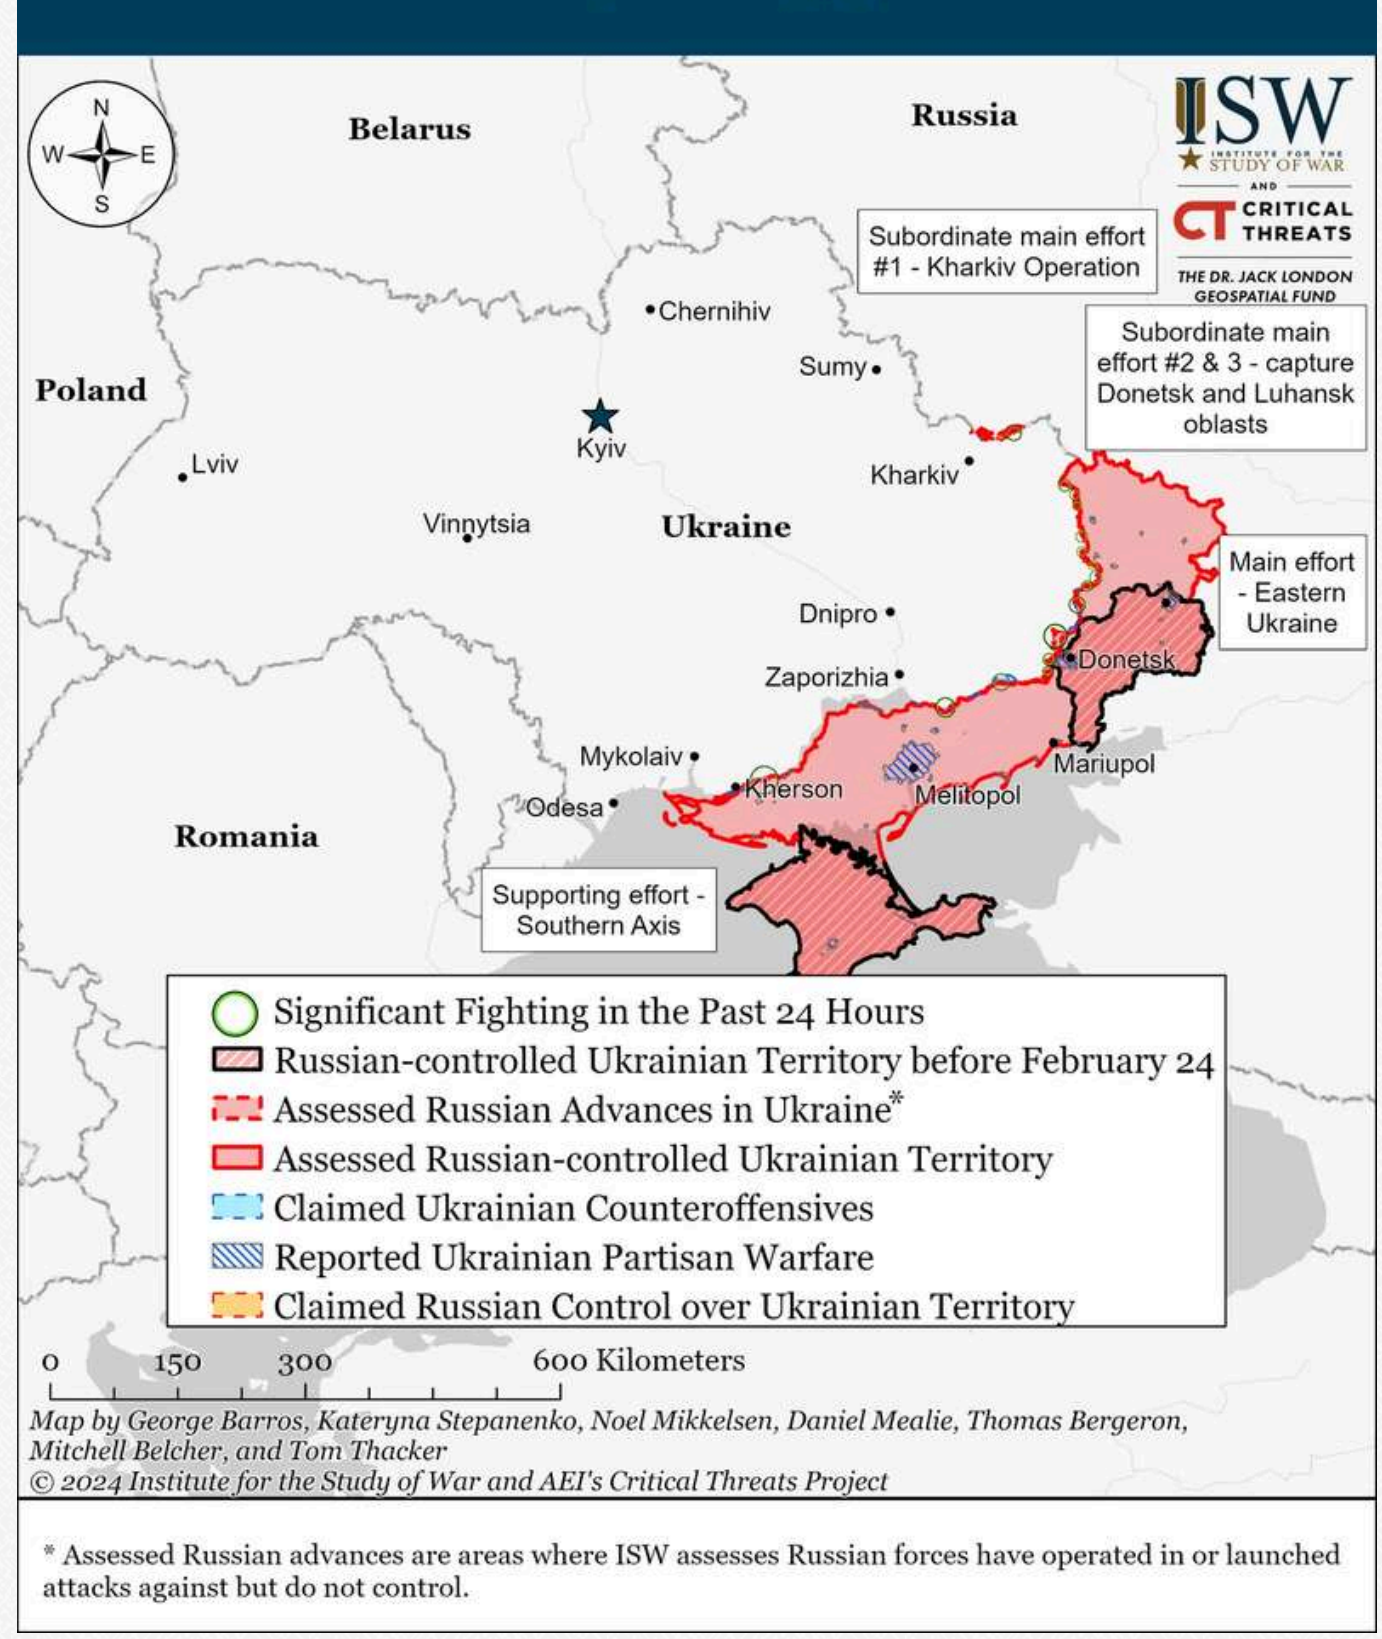 N
W E
S
Belarus
Russia
ISW
INSTITUTE FOR THE
STUDY OF WAR
AND
CT CRITICAL
THREATS
THE DR. JACK LONDON
GEOSPATIAL FUND
Subordinate main effort
#1 - Kharkiv Operation
Subordinate main
effort #2 & 3 - capture
Donetsk and Luhansk
oblasts
Chernihiv
Sumy
Poland
Kyiv
Lviv
Kharkiv
Vinnytsia
Ukraine
Main effort
- Eastern
Ukraine
Dnipro
Donetsk
Zaporizhia
Mykolaiv
Mariupol
Kherson
Melitopol
Odesa
Romania
Supporting effort -
Southern Axis
Significant Fighting in the Past 24 Hours
Russian-controlled Ukrainian Territory before February 24
Assessed Russian Advances in Ukraine*
Assessed Russian-controlled Ukrainian Territory
Claimed Ukrainian Counteroffensives
Reported Ukrainian Partisan Warfare
Claimed Russian Control over Ukrainian Territory
0 150 300 600 Kilometers
Map by George Barros, Kateryna Stepanenko, Noel Mikkelsen, Daniel Mealie, Thomas Bergeron,
Mitchell Belcher, and Tom Thacker
© 2024 Institute for the Study of War and AEI's Critical Threats Project
* Assessed Russian advances are areas where ISW assesses Russian forces have operated in or launched
attacks against but do not control.